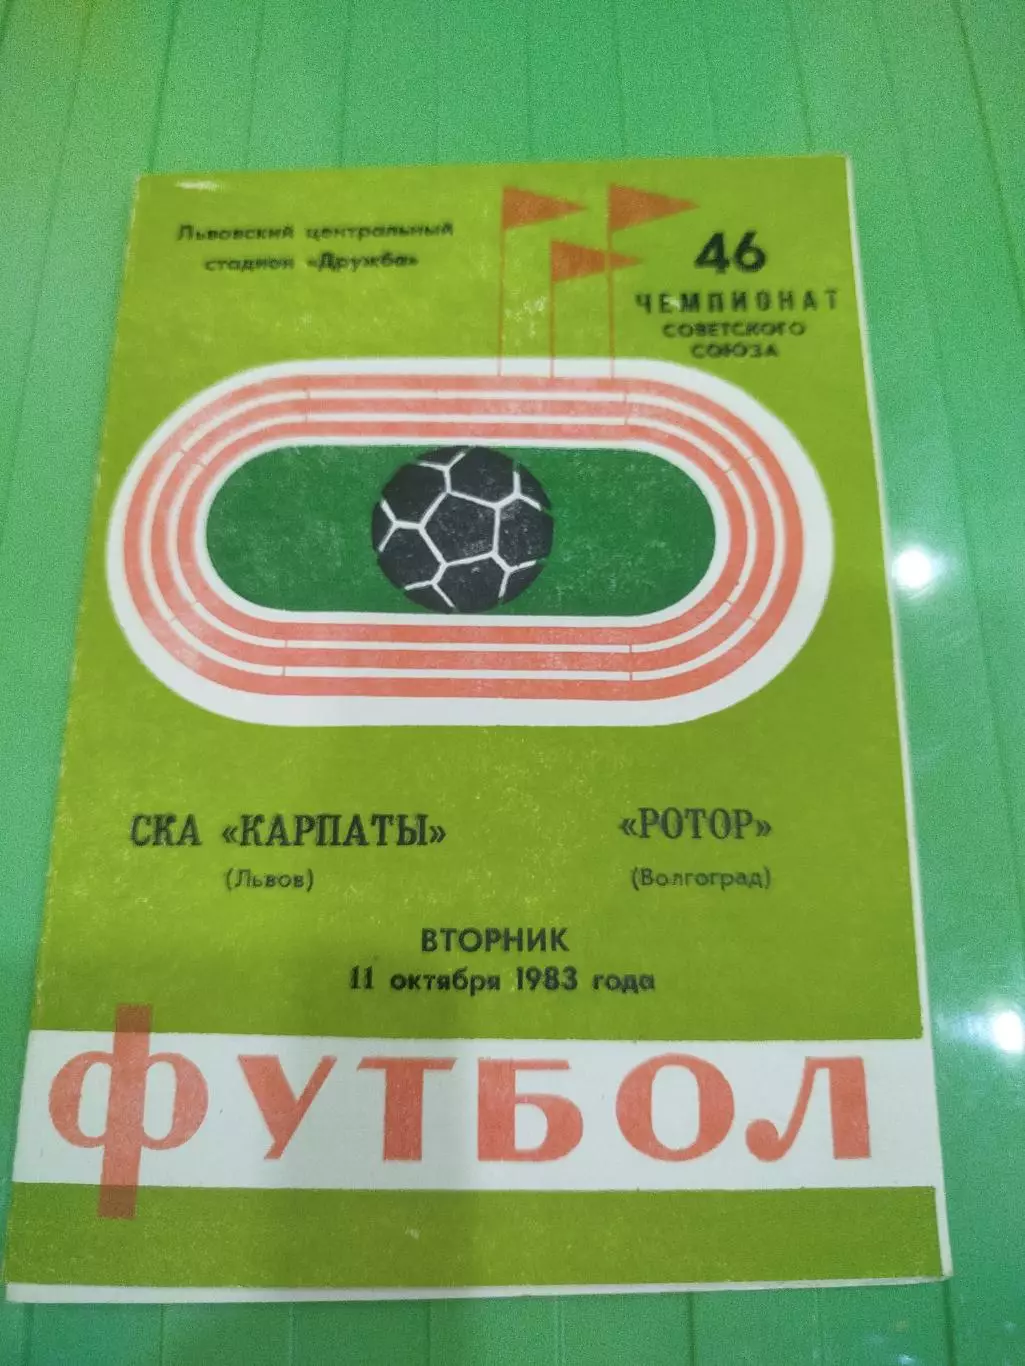 Львовский центральный
стадион «Дружба»
46
ЧЕМПИОНАТ
СОВЕТСКОГО
СОЮЗА
СКА «КАРПАТЫ»
(Львов)
«РОТОР»
(Волгоград)
ВТОРНИК
11 октября 1983 года
ФУТБОЛ